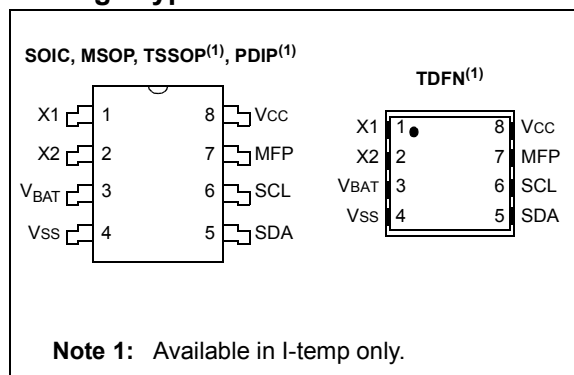 SOIC, MSOP, TSSOP(1), PDIP(1)
X1 1 8 VCC
X2 2 7 MFP
VBAT 3 6 SCL
VSS 4 5 SDA
TDFN(1)
X1 1 8 VCC
X2 2 7 MFP
VBAT 3 6 SCL
VSS 4 5 SDA
Note 1: Available in I-temp only.